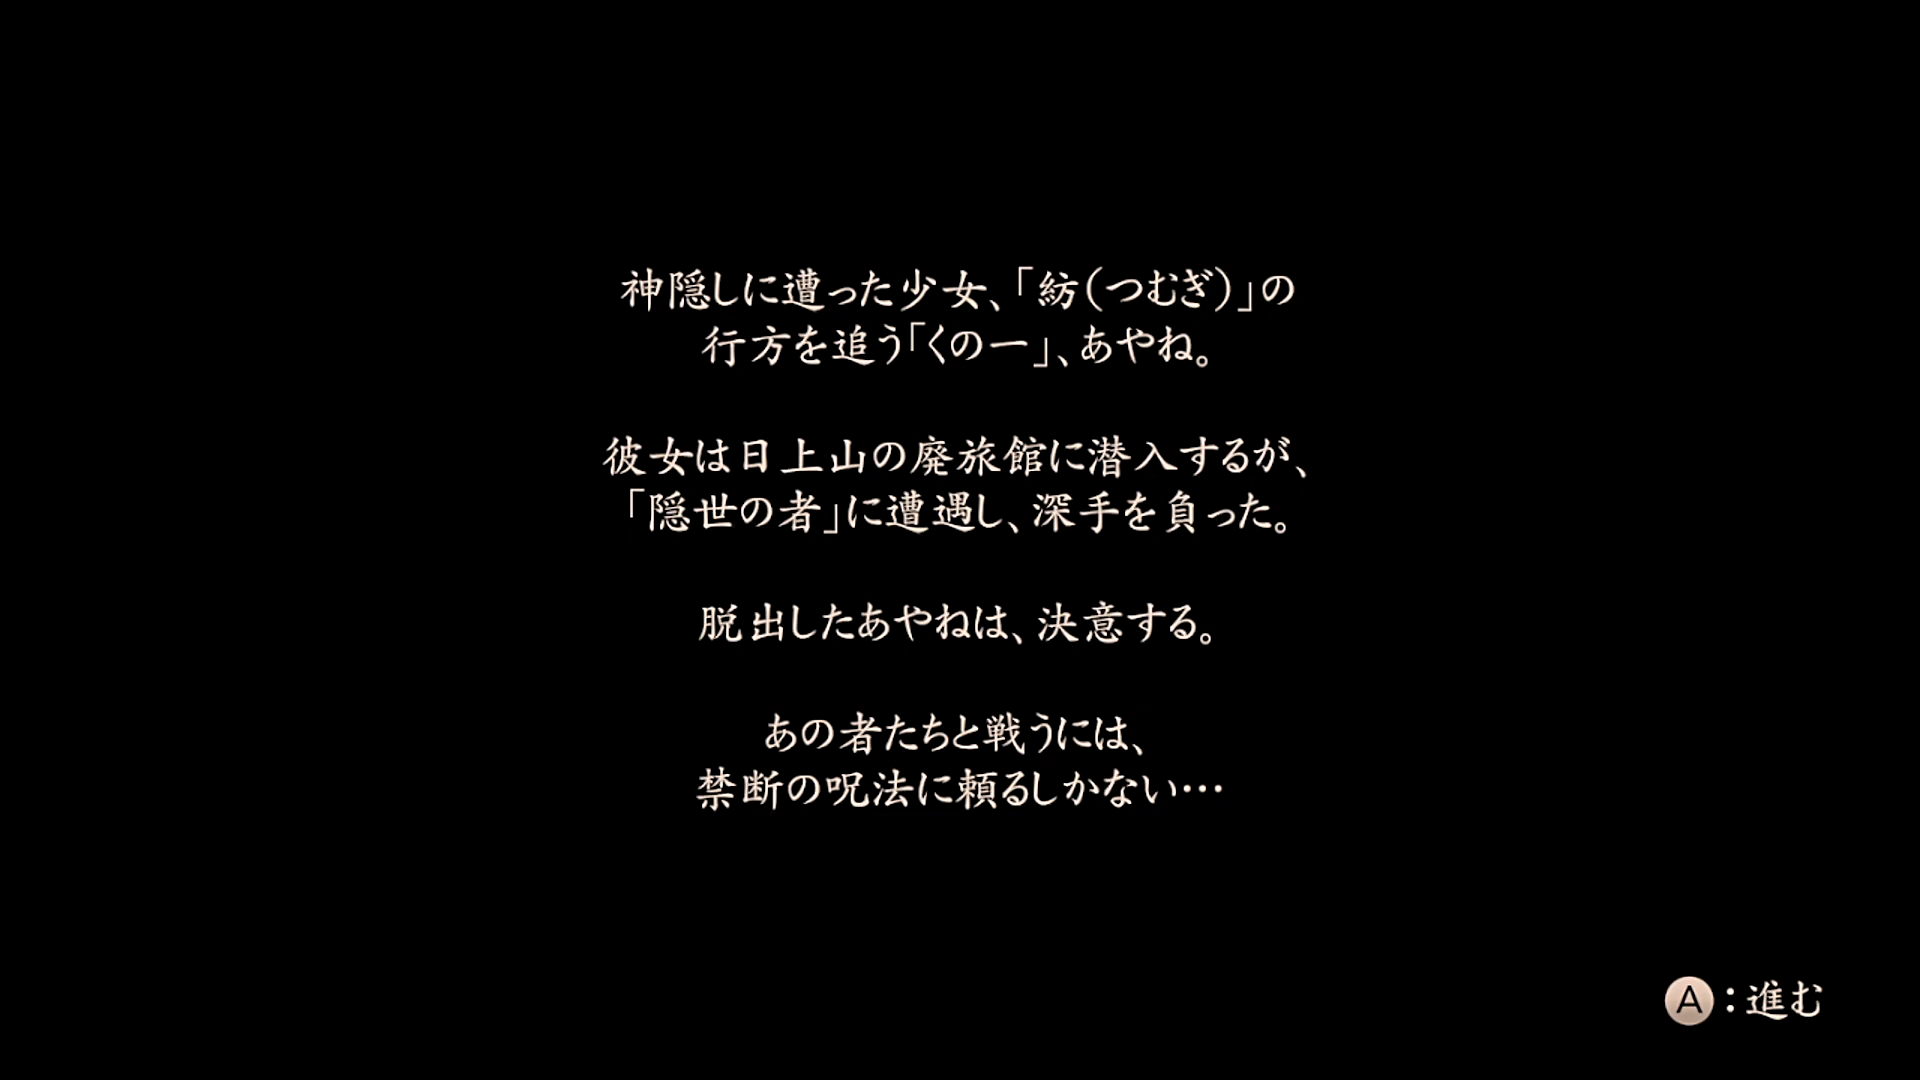 神隠しに遭った少女、「紡(つむぎ)」の
行方を追う「くの一」、あやね。
彼女は日上山の廃旅館に潜入するが、
「隠世の者」に遭遇し、深手を負った。
脱出したあやねは、決意する。
あの者たちと戦うには、
禁断の呪法に頼るしかない…
A：進む